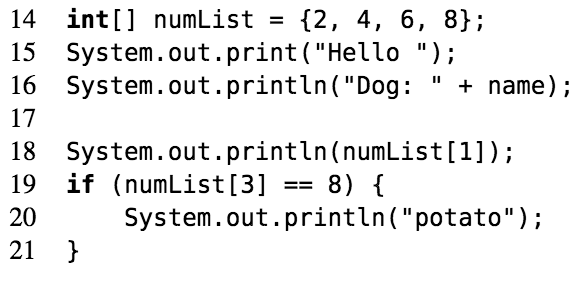 14 int[] numList = {2, 4, 6, 8};
15 System.out.print("Hello ");
16 System.out.println("Dog: " + name);
17
18 System.out.println(numList[1]);
19 if (numList[3] == 8) {
20     System.out.println("potato");
21 }